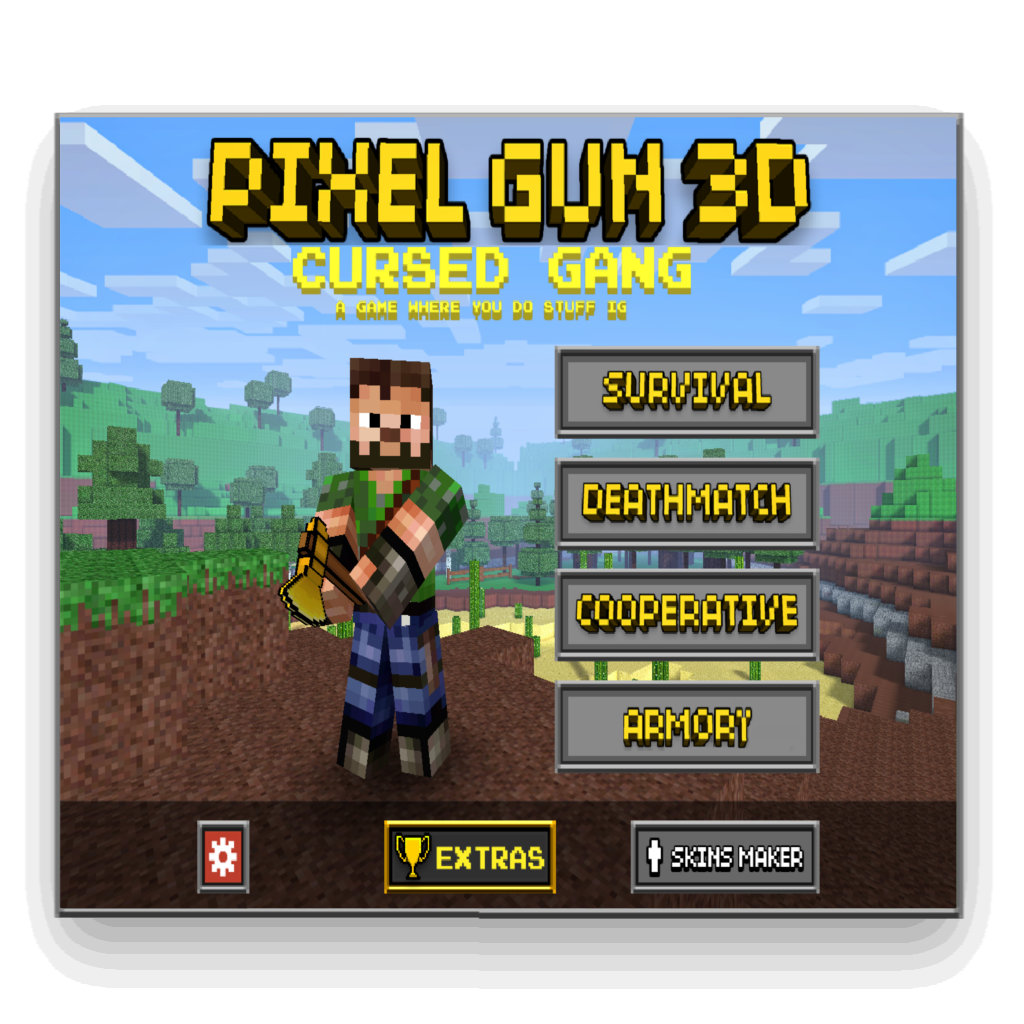 PIXEL GUN 3D
CURSED GANG
A GAME WHERE YOU DO STUFF IG
SURVIVAL
DEATHMATCH
COOPERATIVE
ARMORY
EXTRAS
SKINS MAKER